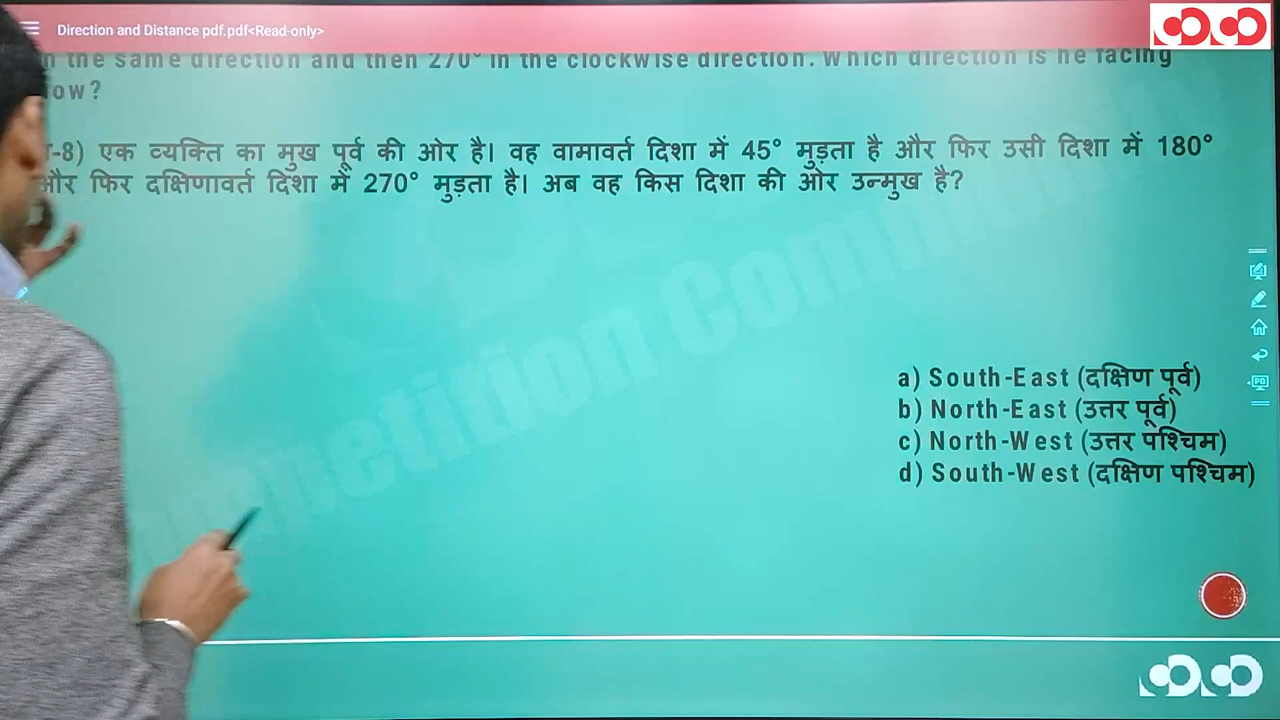 Direction and Distance pdf.pdf<Read-only>
the same direction and then 270° in the clockwise direction. Which direction is he facing
-8) एक व्यक्ति का मुख पूर्व की ओर है। वह वामावर्त दिशा में 45° मुड़ता है और फिर उसी दिशा में 180°
और फिर दक्षिणावर्त दिशा में 270° मुड़ता है। अब वह किस दिशा की ओर उन्मुख है?
a) South-East (दक्षिण पूर्व)
b) North-East (उत्तर पूर्व)
c) North-West (उत्तर पश्चिम)
d) South-West (दक्षिण पश्चिम)
Competition Community